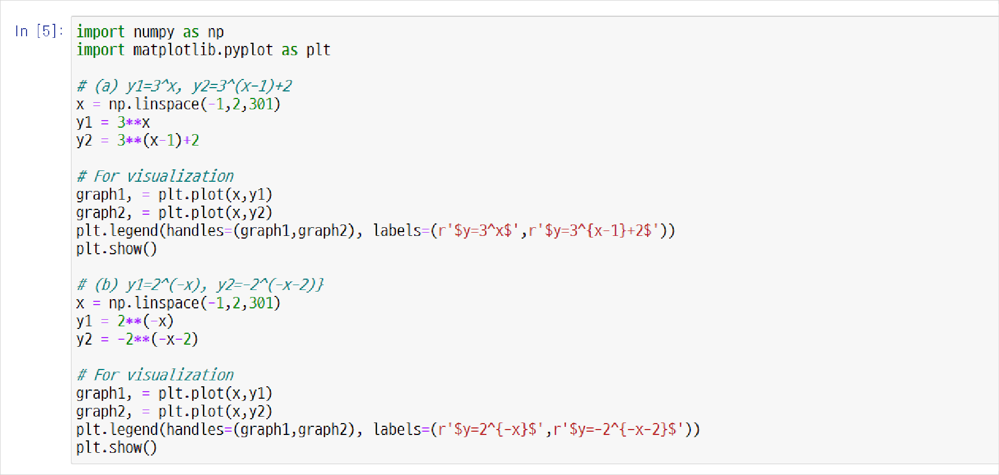 In [5]:
import numpy as np
import matplotlib.pyplot as plt
# (a) y1=3^x, y2=3^(x-1)+2
x = np.linspace(-1,2,301)
y1 = 3**x
y2 = 3**(x-1)+2
# For visualization
graph1, = plt.plot(x,y1)
graph2, = plt.plot(x,y2)
plt.legend(handles=(graph1,graph2), labels=(r'$y=3^x$',r'$y=3^{x-1}+2$'))
plt.show()
# (b) y1=2^(-x), y2=-2^(-x-2)}
x = np.linspace(-1,2,301)
y1 = 2**(-x)
y2 = -2**(-x-2)
# For visualization
graph1, = plt.plot(x,y1)
graph2, = plt.plot(x,y2)
plt.legend(handles=(graph1,graph2), labels=(r'$y=2^{-x}$',r'$y=-2^{-x-2}$'))
plt.show()